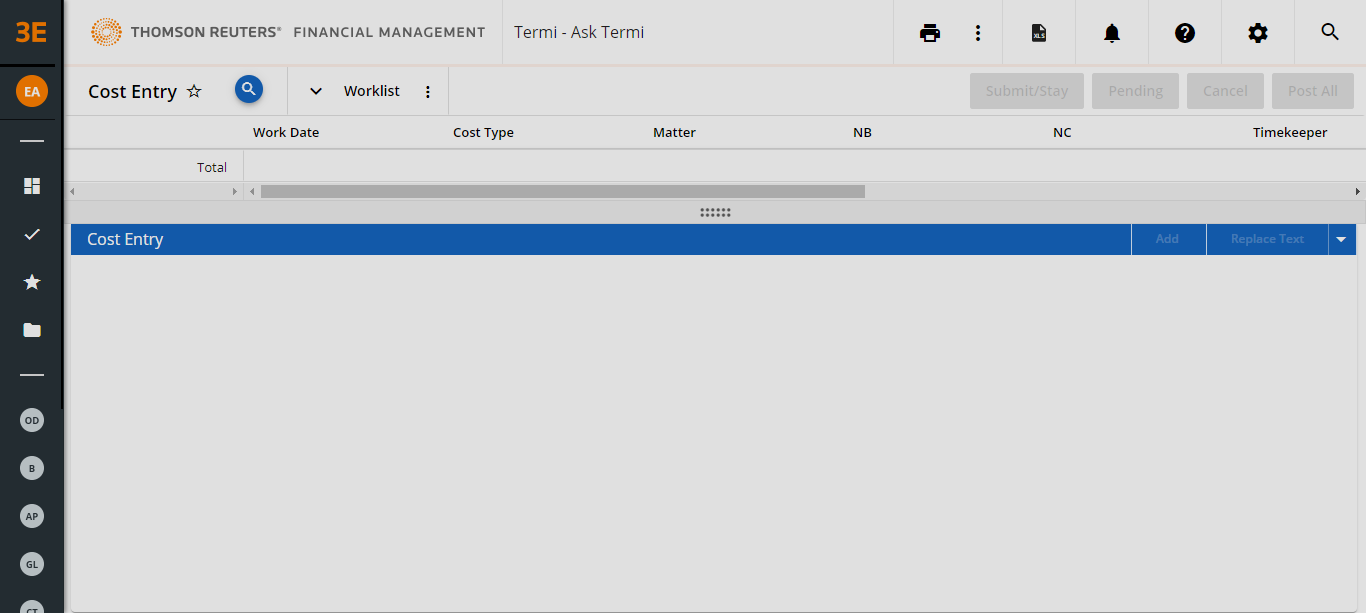 3E
THOMSON REUTERS® FINANCIAL MANAGEMENT
Termi - Ask Termi
XLS
EA
Cost Entry
Worklist
Submit/Stay
Pending
Cancel
Post All
Work Date
Cost Type
Matter
NB
NC
Timekeeper
Total
Cost Entry
Add
Replace Text
OD
B
AP
GL
CT